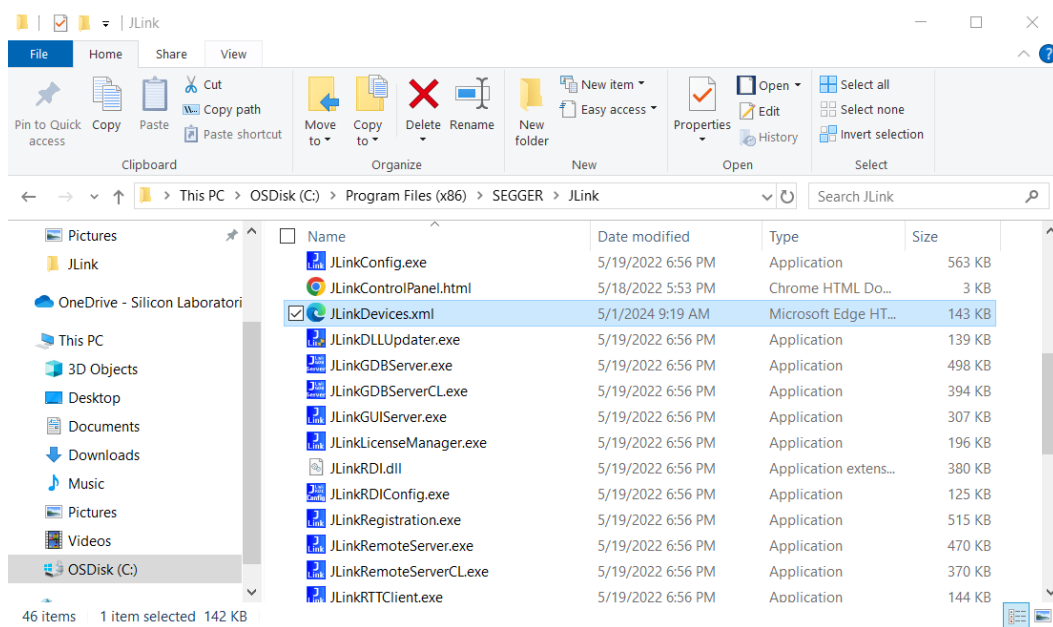 JLink
File Home Share View
Pin to Quick access
Copy
Paste
Cut
Copy path
Paste shortcut
Clipboard
Move to
Copy to
Delete
Rename
Organize
New folder
New item
Easy access
New
Properties
Open
Edit
History
Open
Select all
Select none
Invert selection
Select
This PC > OSDisk (C:) > Program Files (x86) > SEGGER > JLink
Search JLink
Pictures
JLink
OneDrive - Silicon Laboratori
This PC
3D Objects
Desktop
Documents
Downloads
Music
Pictures
Videos
OSDisk (C:)
Name Date modified Type Size
JLinkConfig.exe 5/19/2022 6:56 PM Application 563 KB
JLinkControlPanel.html 5/18/2022 5:53 PM Chrome HTML Do... 3 KB
JLinkDevices.xml 5/1/2024 9:19 AM Microsoft Edge HT... 143 KB
JLinkDLLUpdater.exe 5/19/2022 6:56 PM Application 139 KB
JLinkGDBServer.exe 5/19/2022 6:56 PM Application 498 KB
JLinkGDBServerCL.exe 5/19/2022 6:56 PM Application 394 KB
JLinkGUIServer.exe 5/19/2022 6:56 PM Application 307 KB
JLinkLicenseManager.exe 5/19/2022 6:56 PM Application 196 KB
JLinkRDI.dll 5/19/2022 6:56 PM Application extens... 380 KB
JLinkRDIConfig.exe 5/19/2022 6:56 PM Application 125 KB
JLinkRegistration.exe 5/19/2022 6:56 PM Application 515 KB
JLinkRemoteServer.exe 5/19/2022 6:56 PM Application 470 KB
JLinkRemoteServerCL.exe 5/19/2022 6:56 PM Application 370 KB
JLinkRTTClient.exe 5/19/2022 6:56 PM Application 144 KB
46 items 1 item selected 142 KB